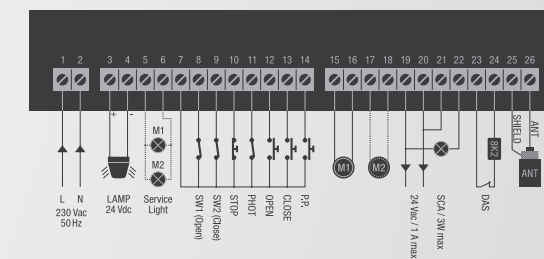 1 2 3 4 5 6 7 8 9 10 11 12 13 14 15 16 17 18 19 20 21 22 23 24 25 26
+ -
M1
M2
L N
230 Vac
50 Hz
LAMP
24 Vdc
Service
Light
SW1 (Open)
SW2 (Close)
STOP
PHOT
OPEN
CLOSE
P.P.
M1
M2
24 Vac / 1 A max
SCA / 3W max
DAS
8K2
SHIELD
ANT
ANT